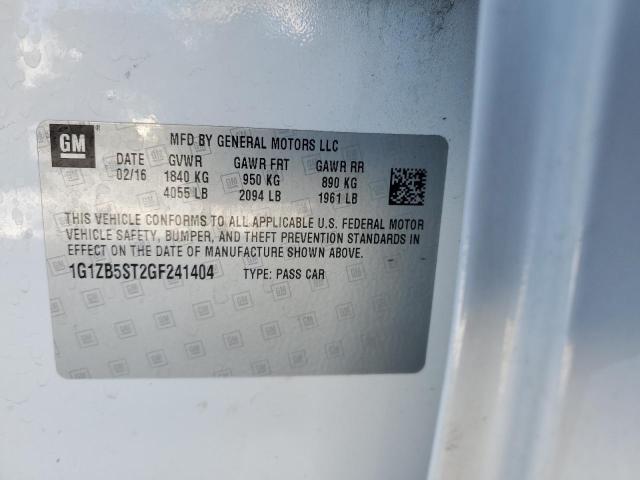 GM
MFD BY GENERAL MOTORS LLC
DATE GVWR GAWR FRT GAWR RR
02/16 1840 KG 950 KG 890 KG
4055 LB 2094 LB 1961 LB
THIS VEHICLE CONFORMS TO ALL APPLICABLE U.S. FEDERAL MOTOR
VEHICLE SAFETY, BUMPER, AND THEFT PREVENTION STANDARDS IN
EFFECT ON THE DATE OF MANUFACTURE SHOWN ABOVE.
1G1ZB5ST2GF241404 TYPE: PASS CAR